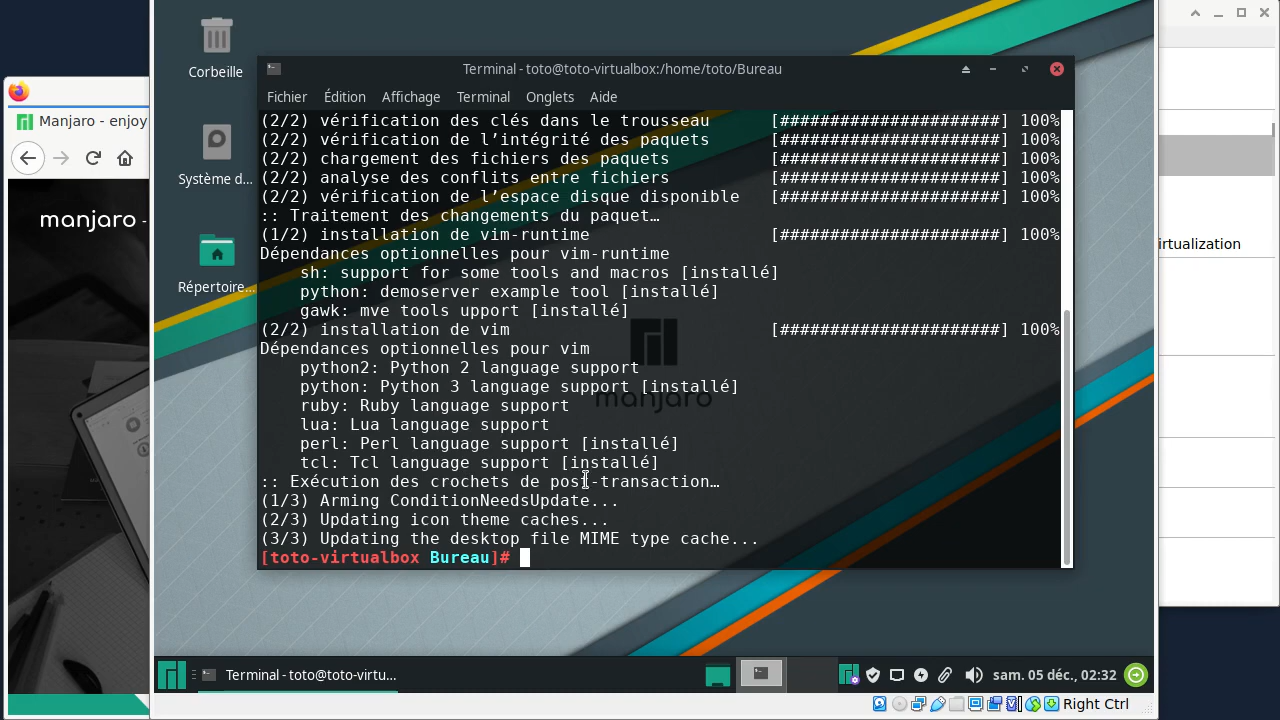 Corbeille
Système d...
Répertoire...
Manjaro - enjoy
manjaro -
irtualization
Terminal - toto@toto-virtualbox:/home/toto/Bureau
Fichier Édition Affichage Terminal Onglets Aide
(2/2) vérification des clés dans le trousseau [######################] 100%
(2/2) vérification de l’intégrité des paquets [######################] 100%
(2/2) chargement des fichiers des paquets [######################] 100%
(2/2) analyse des conflits entre fichiers [######################] 100%
(2/2) vérification de l’espace disque disponible [######################] 100%
:: Traitement des changements du paquet…
(1/2) installation de vim-runtime [######################] 100%
Dépendances optionnelles pour vim-runtime
sh: support for some tools and macros [installé]
python: demoserver example tool [installé]
gawk: mve tools upport [installé]
(2/2) installation de vim [######################] 100%
Dépendances optionnelles pour vim
python2: Python 2 language support
python: Python 3 language support [installé]
ruby: Ruby language support
manjaro
lua: Lua language support
perl: Perl language support [installé]
tcl: Tcl language support [installé]
:: Exécution des crochets de post-transaction…
(1/3) Arming ConditionNeedsUpdate...
(2/3) Updating icon theme caches...
(3/3) Updating the desktop file MIME type cache...
[toto-virtualbox Bureau]#
Terminal - toto@toto-virtu...
sam. 05 déc., 02:32
Right Ctrl